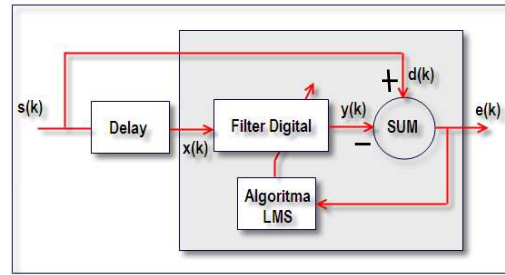 s(k)
Delay
x(k)
Filter Digital
y(k)
+
d(k)
−
SUM
e(k)
Algoritma
LMS